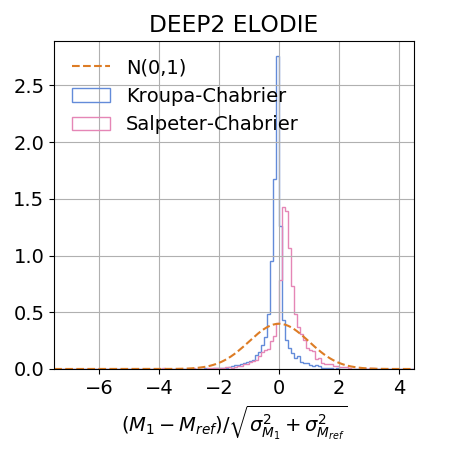 DEEP2 ELODIE
N(0,1)
Kroupa-Chabrier
Salpeter-Chabrier
2.5
2.0
1.5
1.0
0.5
0.0
−6 −4 −2 0 2 4
$(M_1 - M_{ref})/\sqrt{\sigma^2_{M_1} + \sigma^2_{M_{ref}}}$